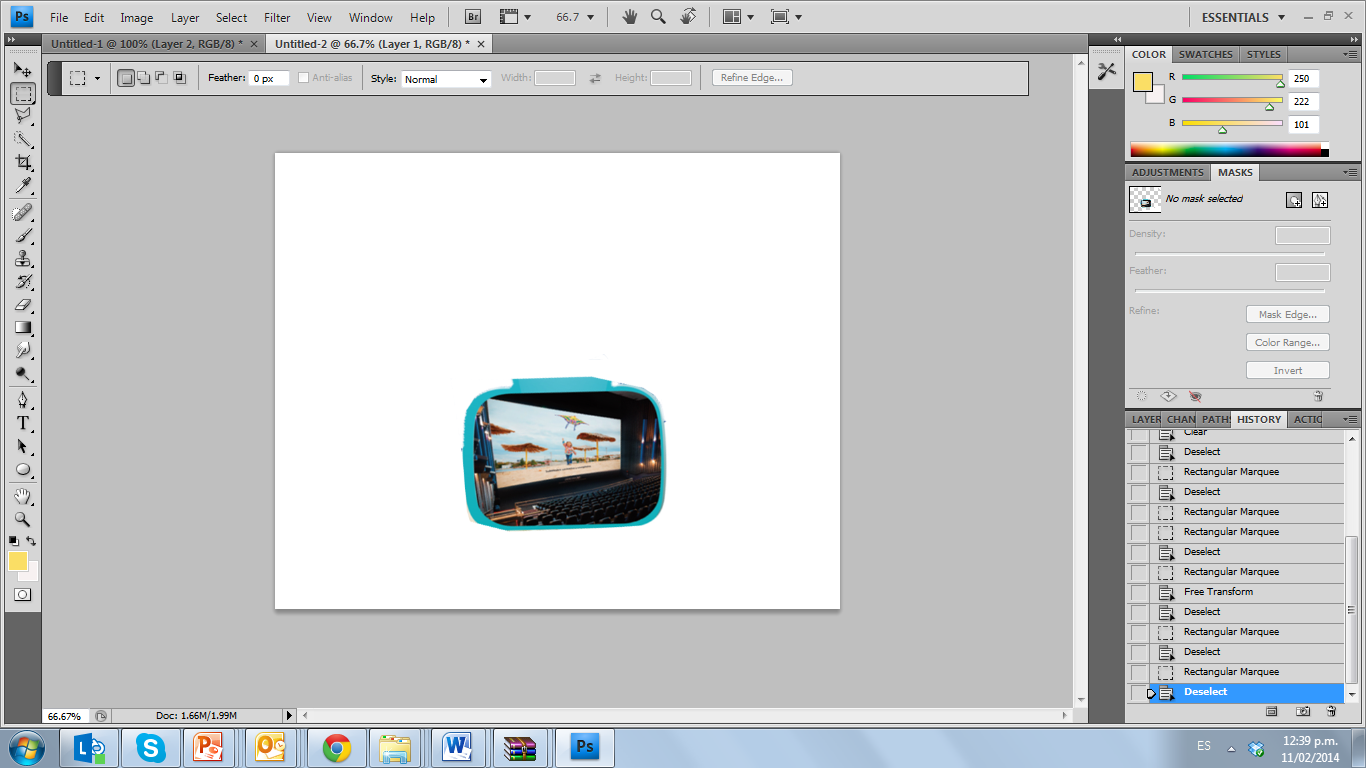 Ps File Edit Image Layer Select Filter View Window Help Br 66.7 ESSENTIALS
Untitled-1 @ 100% (Layer 2, RGB/8) * Untitled-2 @ 66.7% (Layer 1, RGB/8) *
Feather: 0 px Anti-alias Style: Normal Width: Height: Refine Edge...
COLOR SWATCHES STYLES
R 250
G 222
B 101
ADJUSTMENTS MASKS
No mask selected
Density:
Feather:
Refine: Mask Edge...
Color Range...
Invert
LAYER CHAN PATHS HISTORY ACTIO
Clear
Deselect
Rectangular Marquee
Deselect
Rectangular Marquee
Rectangular Marquee
Deselect
Rectangular Marquee
Free Transform
Deselect
Rectangular Marquee
Deselect
Rectangular Marquee
Deselect
T
66.67% Doc: 1.66M/1.99M
ES 12:39 p.m.
11/02/2014